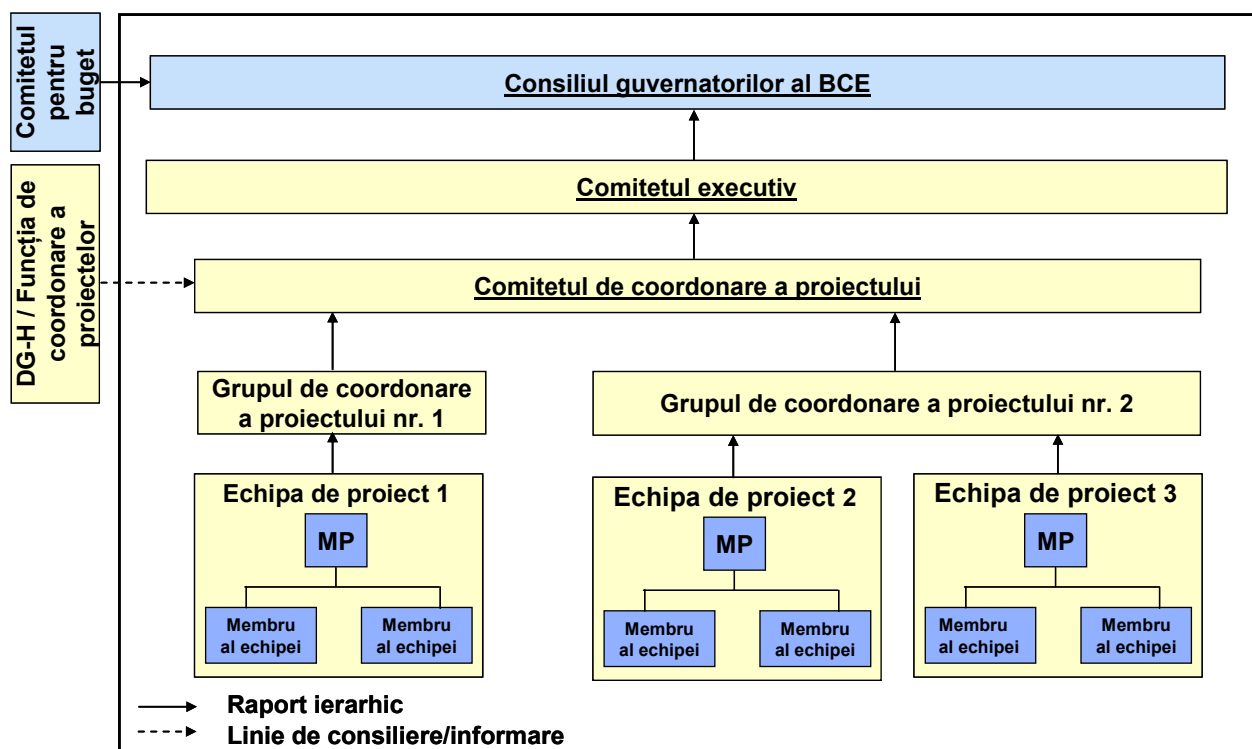 Comitetul
pentru
buget
Consiliul guvernatorilor al BCE
Comitetul executiv
DG-H / Funcția de
coordonare a
proiectelor
Comitetul de coordonare a proiectului
Grupul de coordonare
a proiectului nr. 1
Grupul de coordonare a proiectului nr. 2
Echipa de proiect 1
MP
Membru
al echipei
Membru
al echipei
Echipa de proiect 2
MP
Membru
al echipei
Membru
al echipei
Echipa de proiect 3
MP
Membru
al echipei
Membru
al echipei
Raport ierarhic
Linie de consiliere/informare